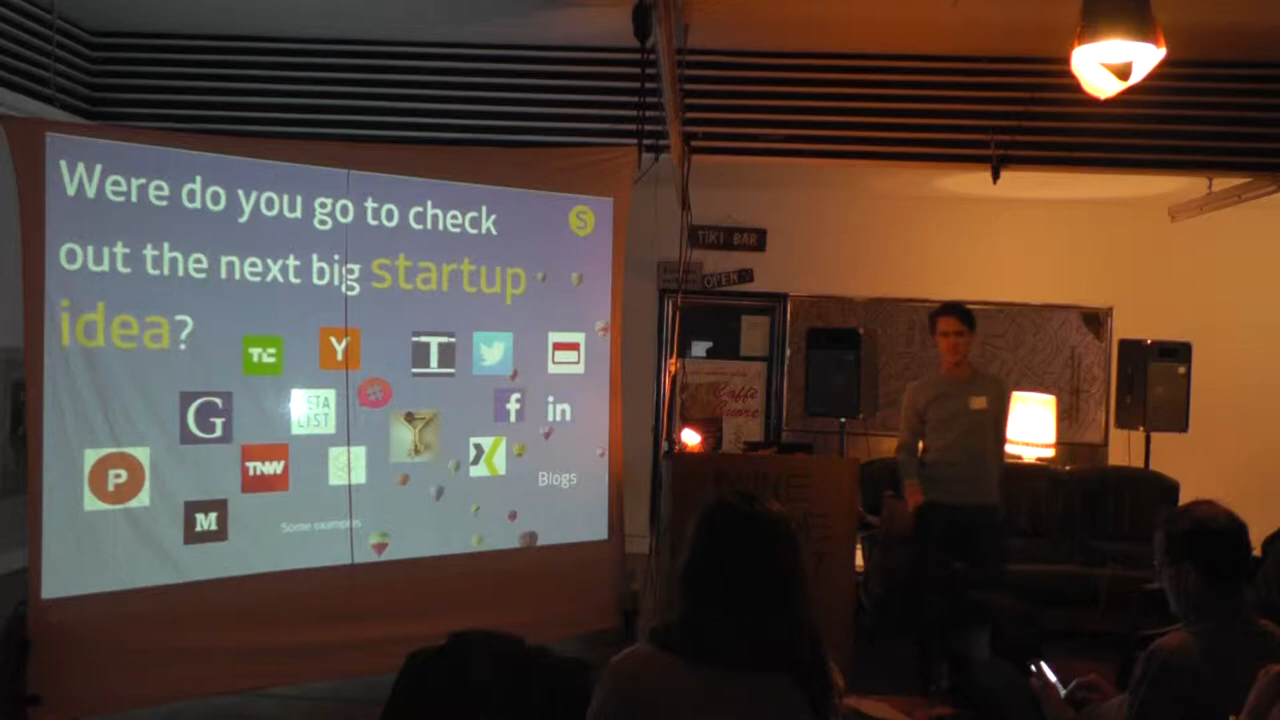 Were do you go to check
out the next big startup
idea?
S
TC
Y
T
G
LIST
f
in
P
TNW
M
Blogs
Some examples
TIKI BAR
OPEN
Caffè